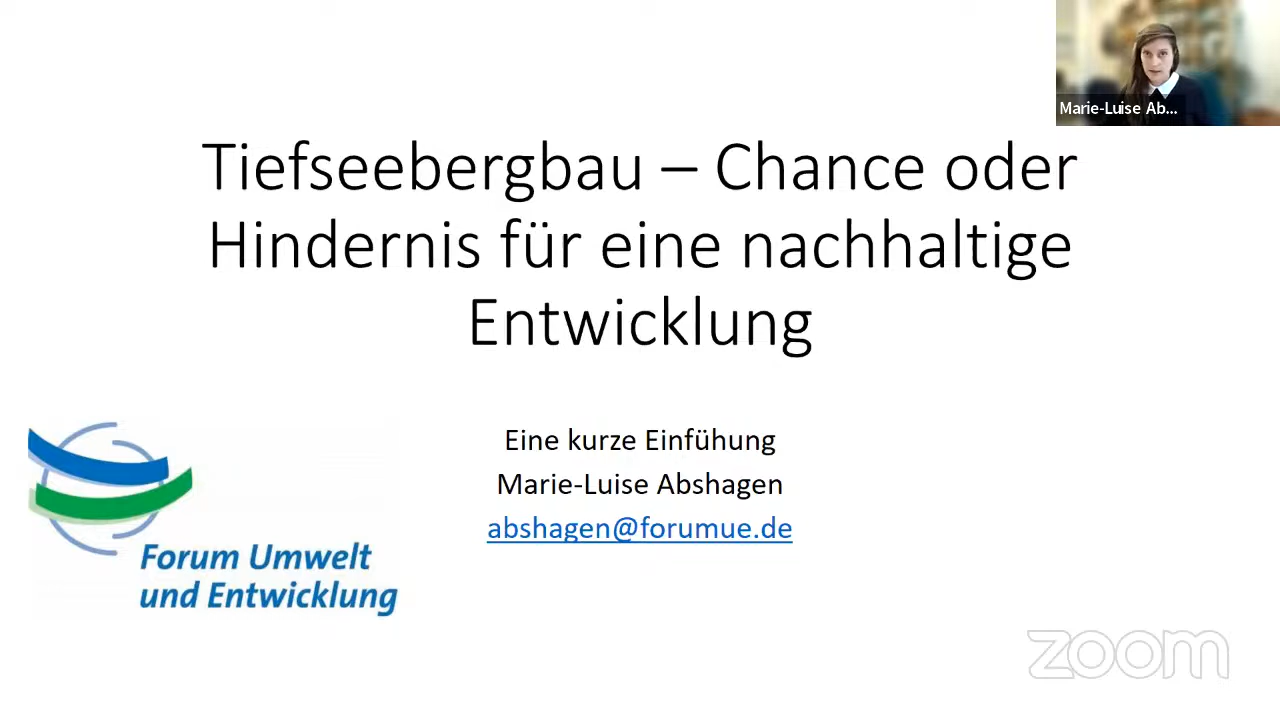 Marie-Luise Ab...
Tiefseebergbau – Chance oder
Hindernis für eine nachhaltige
Entwicklung
Eine kurze Einfühung
Marie-Luise Abshagen
abshagen@forumue.de
Forum Umwelt
und Entwicklung
zoom